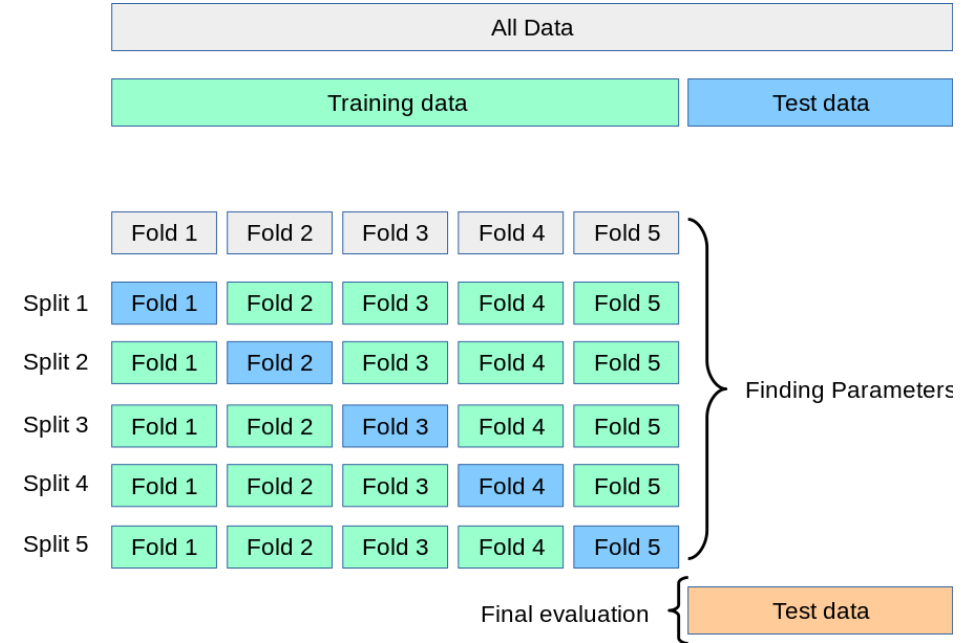 All Data
Training data Test data
Fold 1 Fold 2 Fold 3 Fold 4 Fold 5
Split 1 Fold 1 Fold 2 Fold 3 Fold 4 Fold 5
Split 2 Fold 1 Fold 2 Fold 3 Fold 4 Fold 5
Finding Parameters
Split 3 Fold 1 Fold 2 Fold 3 Fold 4 Fold 5
Split 4 Fold 1 Fold 2 Fold 3 Fold 4 Fold 5
Split 5 Fold 1 Fold 2 Fold 3 Fold 4 Fold 5
Final evaluation Test data